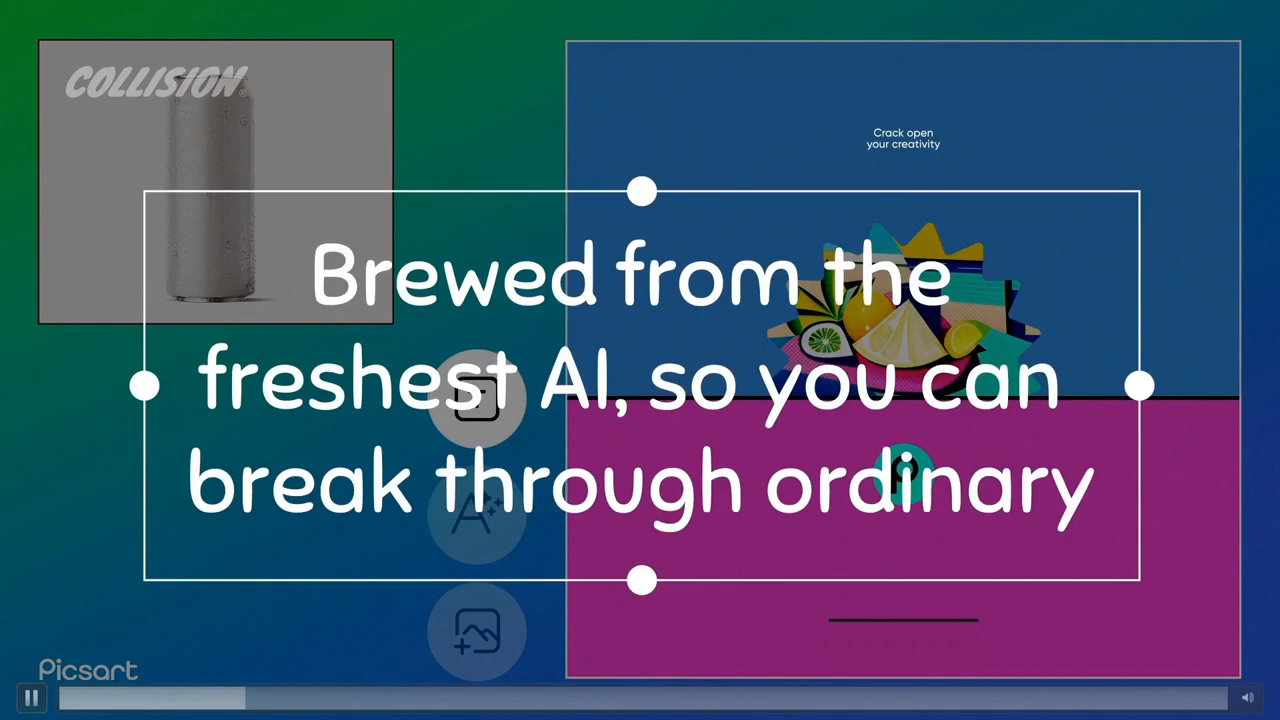 COLLISION
Crack open
your creativity
Brewed from the
freshest AI, so you can
break through ordinary
Picsart